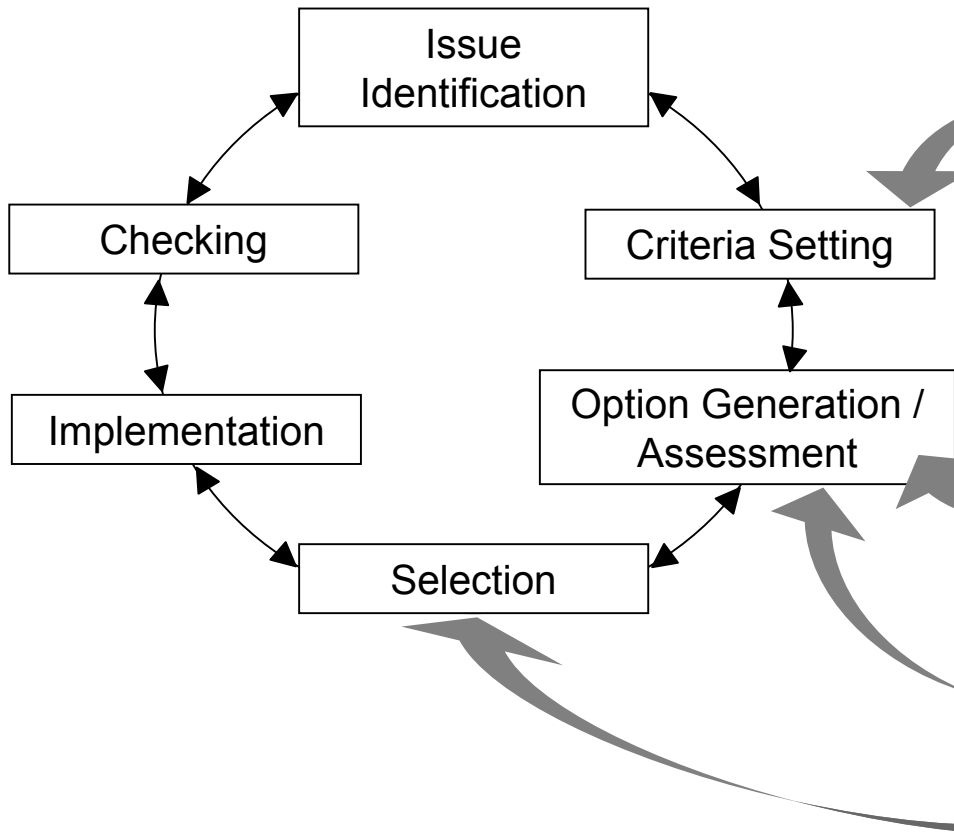 Issue
Identification
Checking
Criteria Setting
Implementation
Option Generation /
Assessment
Selection